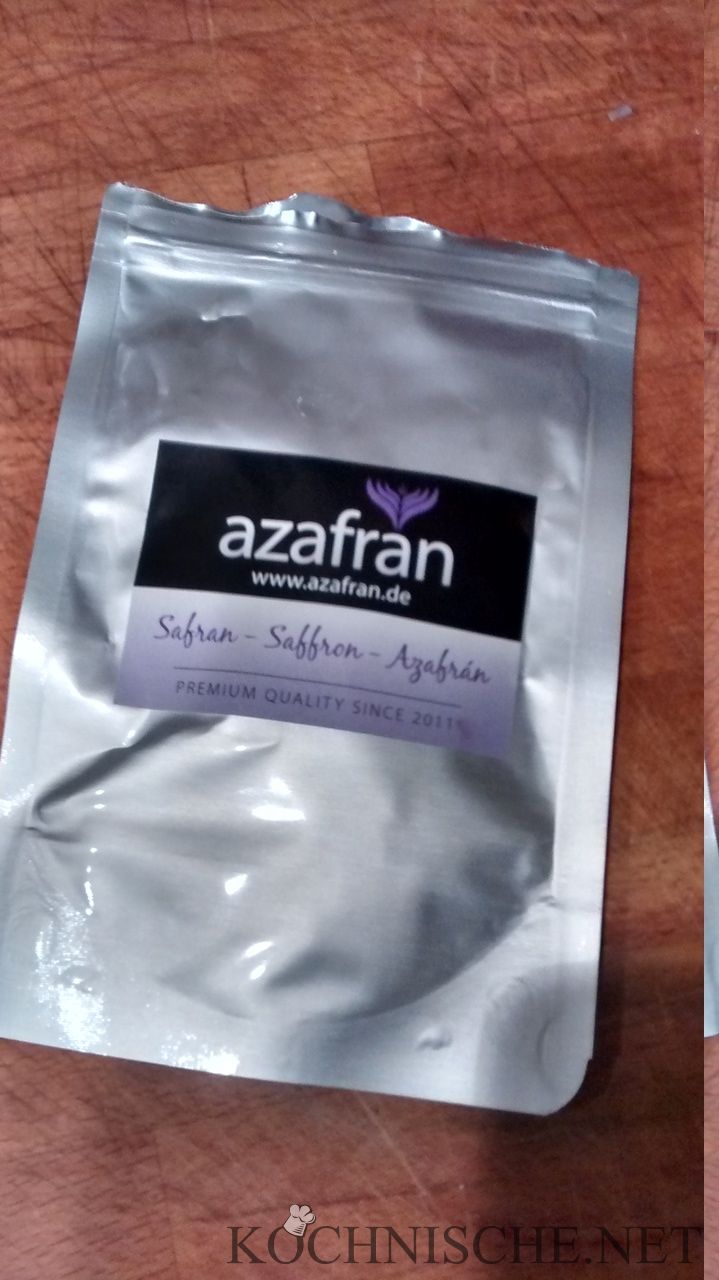 azafran
www.azafran.de
Safran - Saffron - Azafrán
PREMIUM QUALITY SINCE 2011
KOCHNISCHE.NET